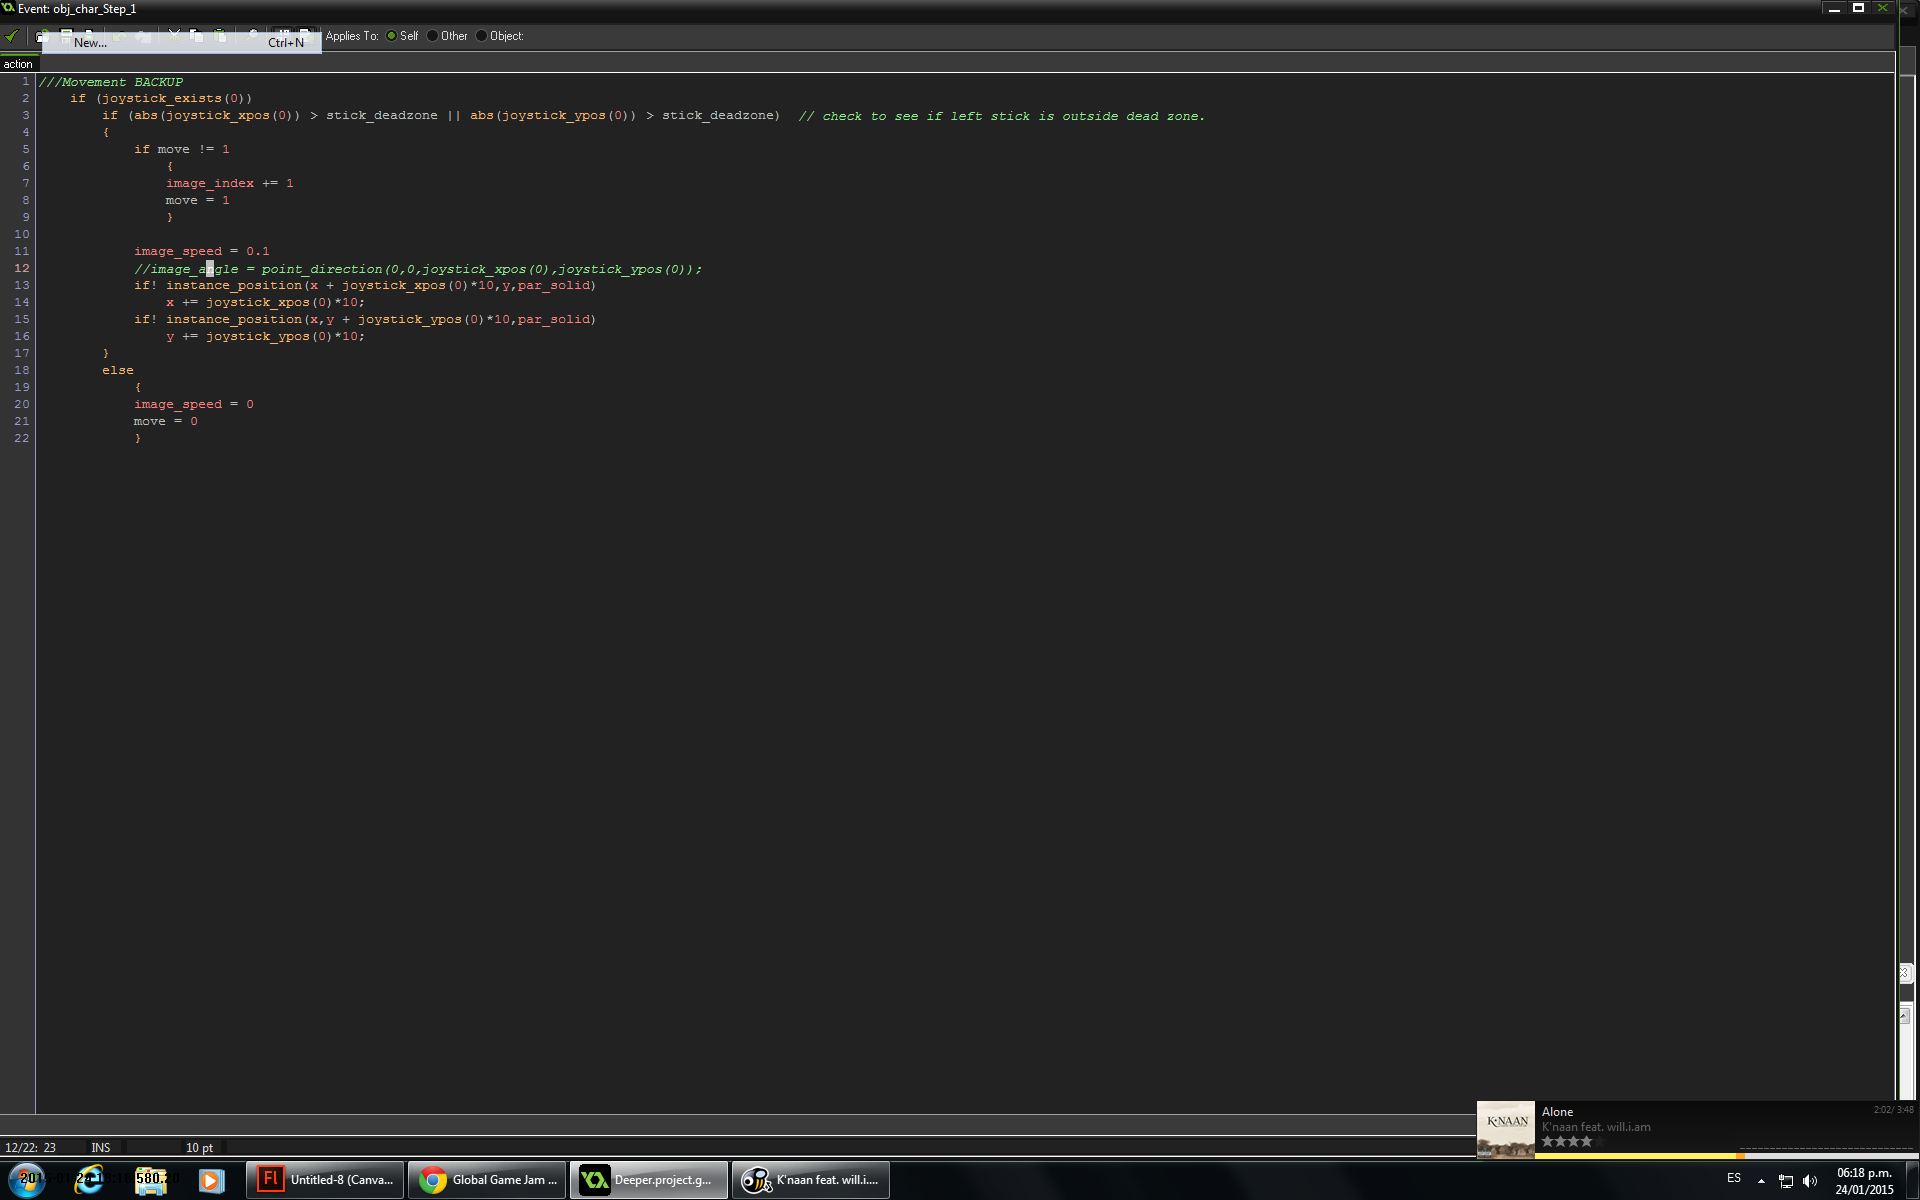 Event: obj_char_Step_1
New... Ctrl+N Applies To: Self Other Object:
action
1 ///Movement BACKUP
2 if (joystick_exists(0))
3 if (abs(joystick_xpos(0)) > stick_deadzone || abs(joystick_ypos(0)) > stick_deadzone) // check to see if left stick is outside dead zone.
4 {
5 if move != 1
6 {
7 image_index += 1
8 move = 1
9 }
10
11 image_speed = 0.1
12 //image_angle = point_direction(0,0,joystick_xpos(0),joystick_ypos(0));
13 if! instance_position(x + joystick_xpos(0)*10,y,par_solid)
14 x += joystick_xpos(0)*10;
15 if! instance_position(x,y + joystick_ypos(0)*10,par_solid)
16 y += joystick_ypos(0)*10;
17 }
18 else
19 {
20 image_speed = 0
21 move = 0
22 }
K'NAAN
Alone
2:02/ 3:48
K'naan feat. will.i.am
12/22: 23 INS 10 pt
Fl Untitled-8 (Canva...
Global Game Jam ...
Deeper.project.g...
K'naan feat. will.i....
ES
06:18 p.m.
24/01/2015